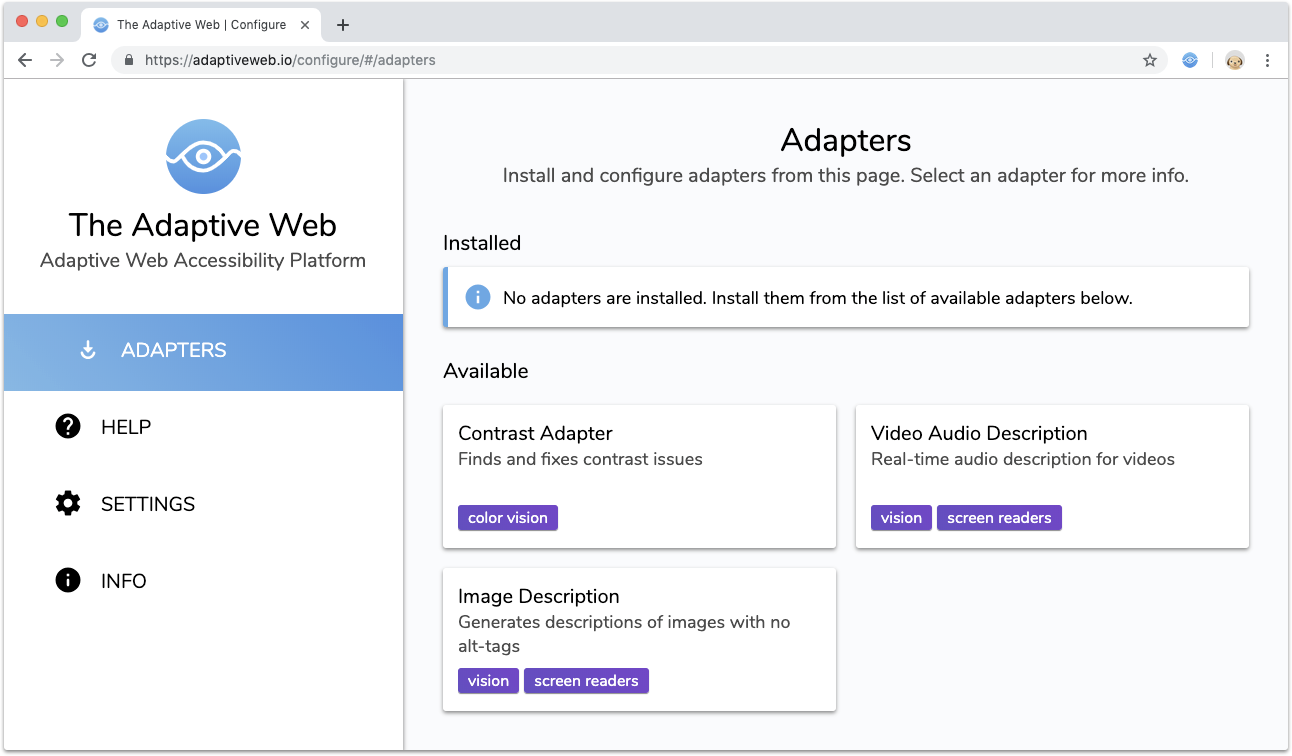 The Adaptive Web | Configure
https://adaptiveweb.io/configure/#/adapters
The Adaptive Web
Adaptive Web Accessibility Platform
ADAPTERS
HELP
SETTINGS
INFO
Adapters
Install and configure adapters from this page. Select an adapter for more info.
Installed
No adapters are installed. Install them from the list of available adapters below.
Available
Contrast Adapter
Finds and fixes contrast issues
color vision
Video Audio Description
Real-time audio description for videos
vision screen readers
Image Description
Generates descriptions of images with no
alt-tags
vision screen readers